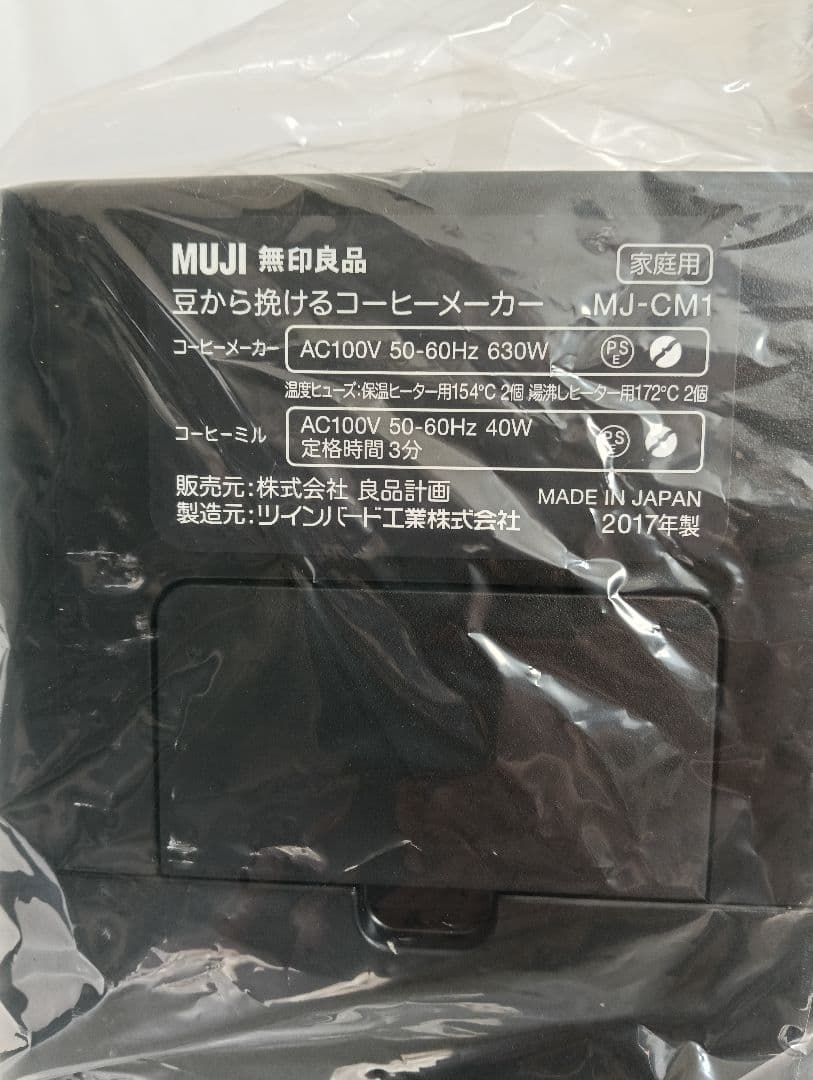 MUJI 無印良品 家庭用
豆から挽けるコーヒーメーカー MJ-CM1
コーヒーメーカー AC100V 50-60Hz 630W PSE
温度ヒューズ:保温ヒーター用154℃ 2個 湯沸しヒーター用172℃ 2個
コーヒーミル AC100V 50-60Hz 40W PSE
定格時間 3分
販売元:株式会社 良品計画 MADE IN JAPAN
製造元:ツインバード工業株式会社 2017年製